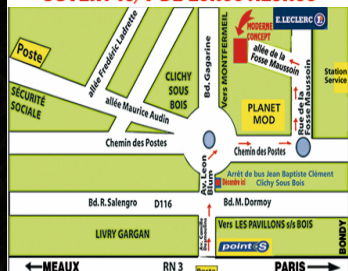 E.LECLERC
MODERNE
CONCEPT
Poste
allée Frédéric Ladrette
Bd. Gagarine
Vers MONTFERMEIL
allée de la
Fosse Maussoin
CLICHY
SOUS
BOIS
Station
Service
SÉCURITÉ
SOCIALE
allée Maurice Audin
PLANET
MOD
Rue de la
Fosse Maussoin
Chemin des Postes
Chemin des Postes
Av. Leon
Blum
Arrêt de bus Jean Baptiste Clément
Clichy Sous Bois
Bd. R. Salengro D116
Bd. M. Dormoy
LIVRY GARGAN
Vers LES PAVILLONS s/s BOIS
point S
BONDY
MEAUX
RN 3
PARIS